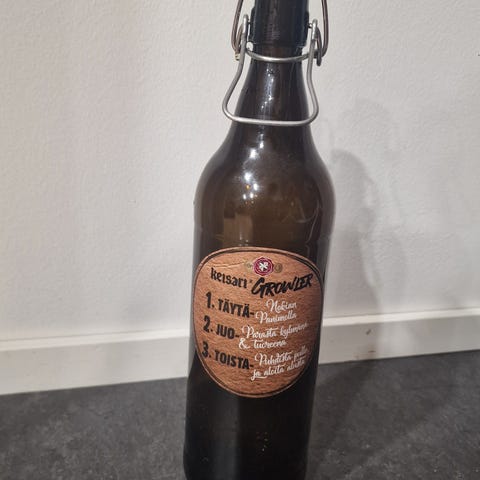 Keisari GROWLER
1. TÄYTÄ- Nokian
Panimolla
2. JUO- Parasta kylmänä
& tuoreena
3. TOISTA- Puhdista pullo
ja aloita alusta